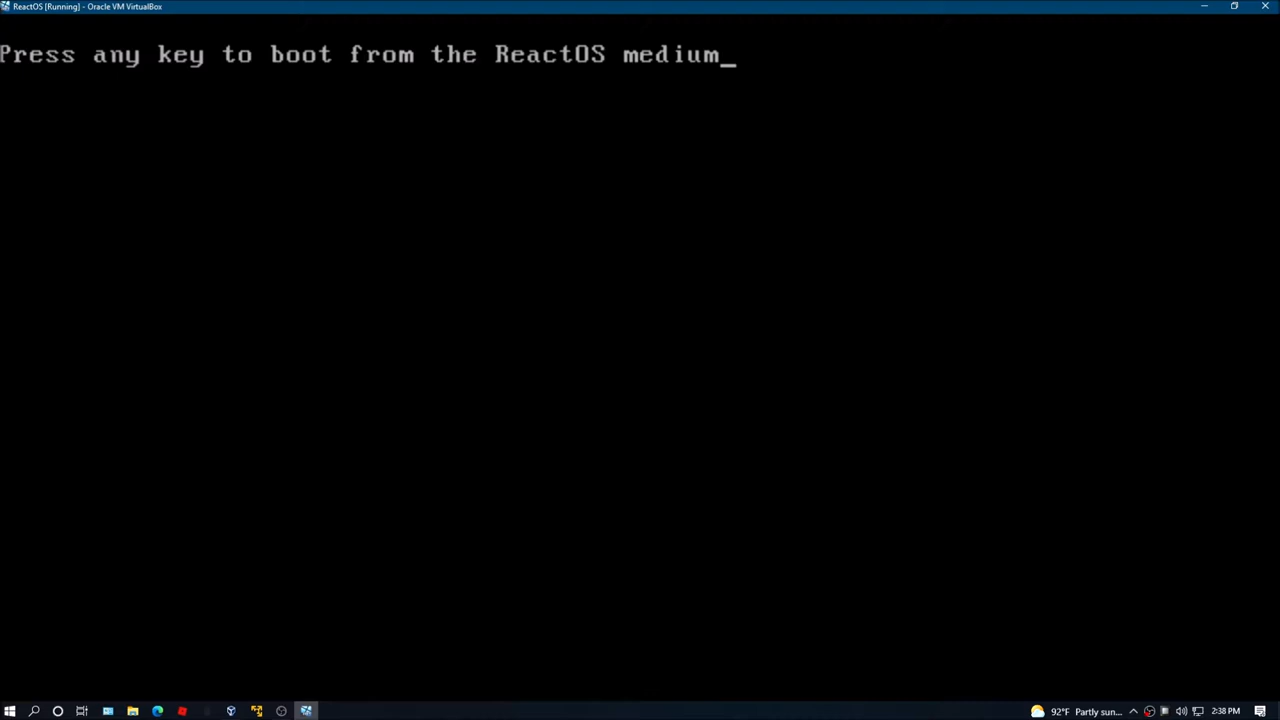 ReactOS [Running] - Oracle VM VirtualBox
Press any key to boot from the ReactOS medium_
92°F Partly sun... 2:38 PM